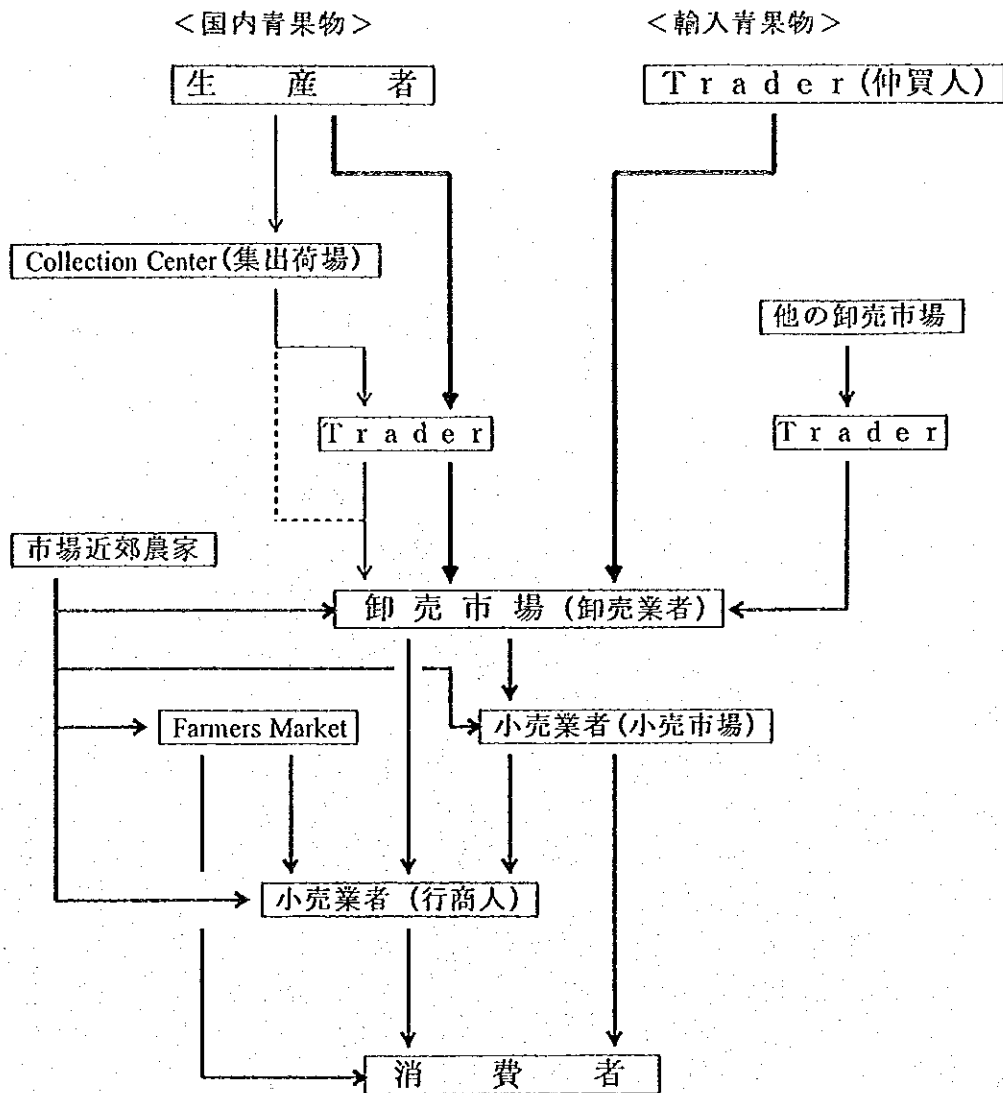 <国内青果物>
<輸入青果物>
生産者
Trader(仲買人)
Collection Center(集出荷場)
他の卸売市場
Trader
Trader
市場近郊農家
卸売市場(卸売業者)
Farmers Market
小売業者(小売市場)
小売業者(行商人)
消費者